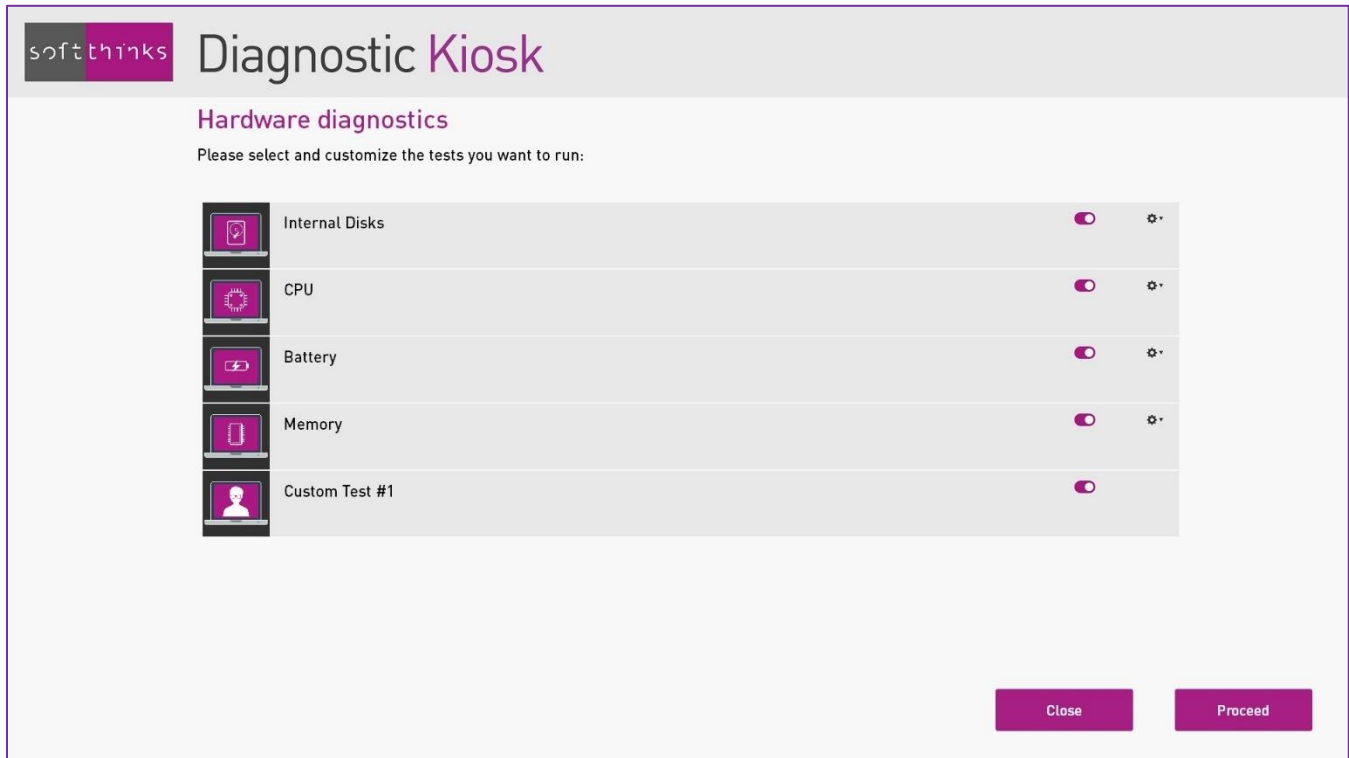 softthinks
Diagnostic Kiosk
Hardware diagnostics
Please select and customize the tests you want to run:
Internal Disks
CPU
Battery
Memory
Custom Test #1
Close
Proceed